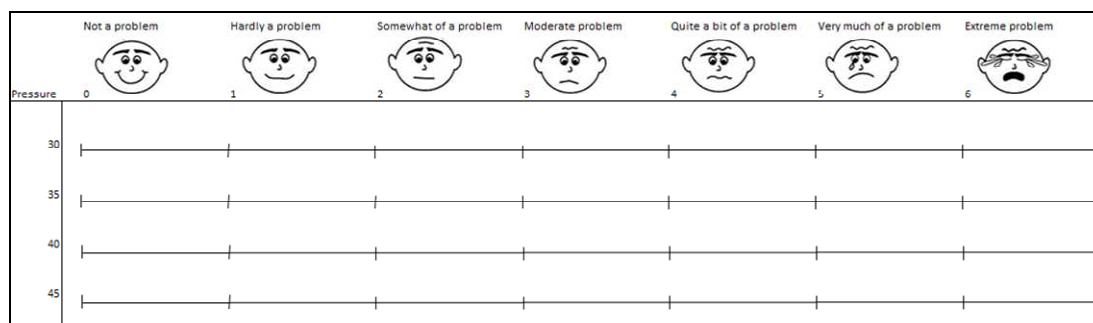 Not a problem Hardly a problem Somewhat of a problem Moderate problem Quite a bit of a problem Very much of a problem Extreme problem
Pressure 0 1 2 3 4 5 6
30
35
40
45